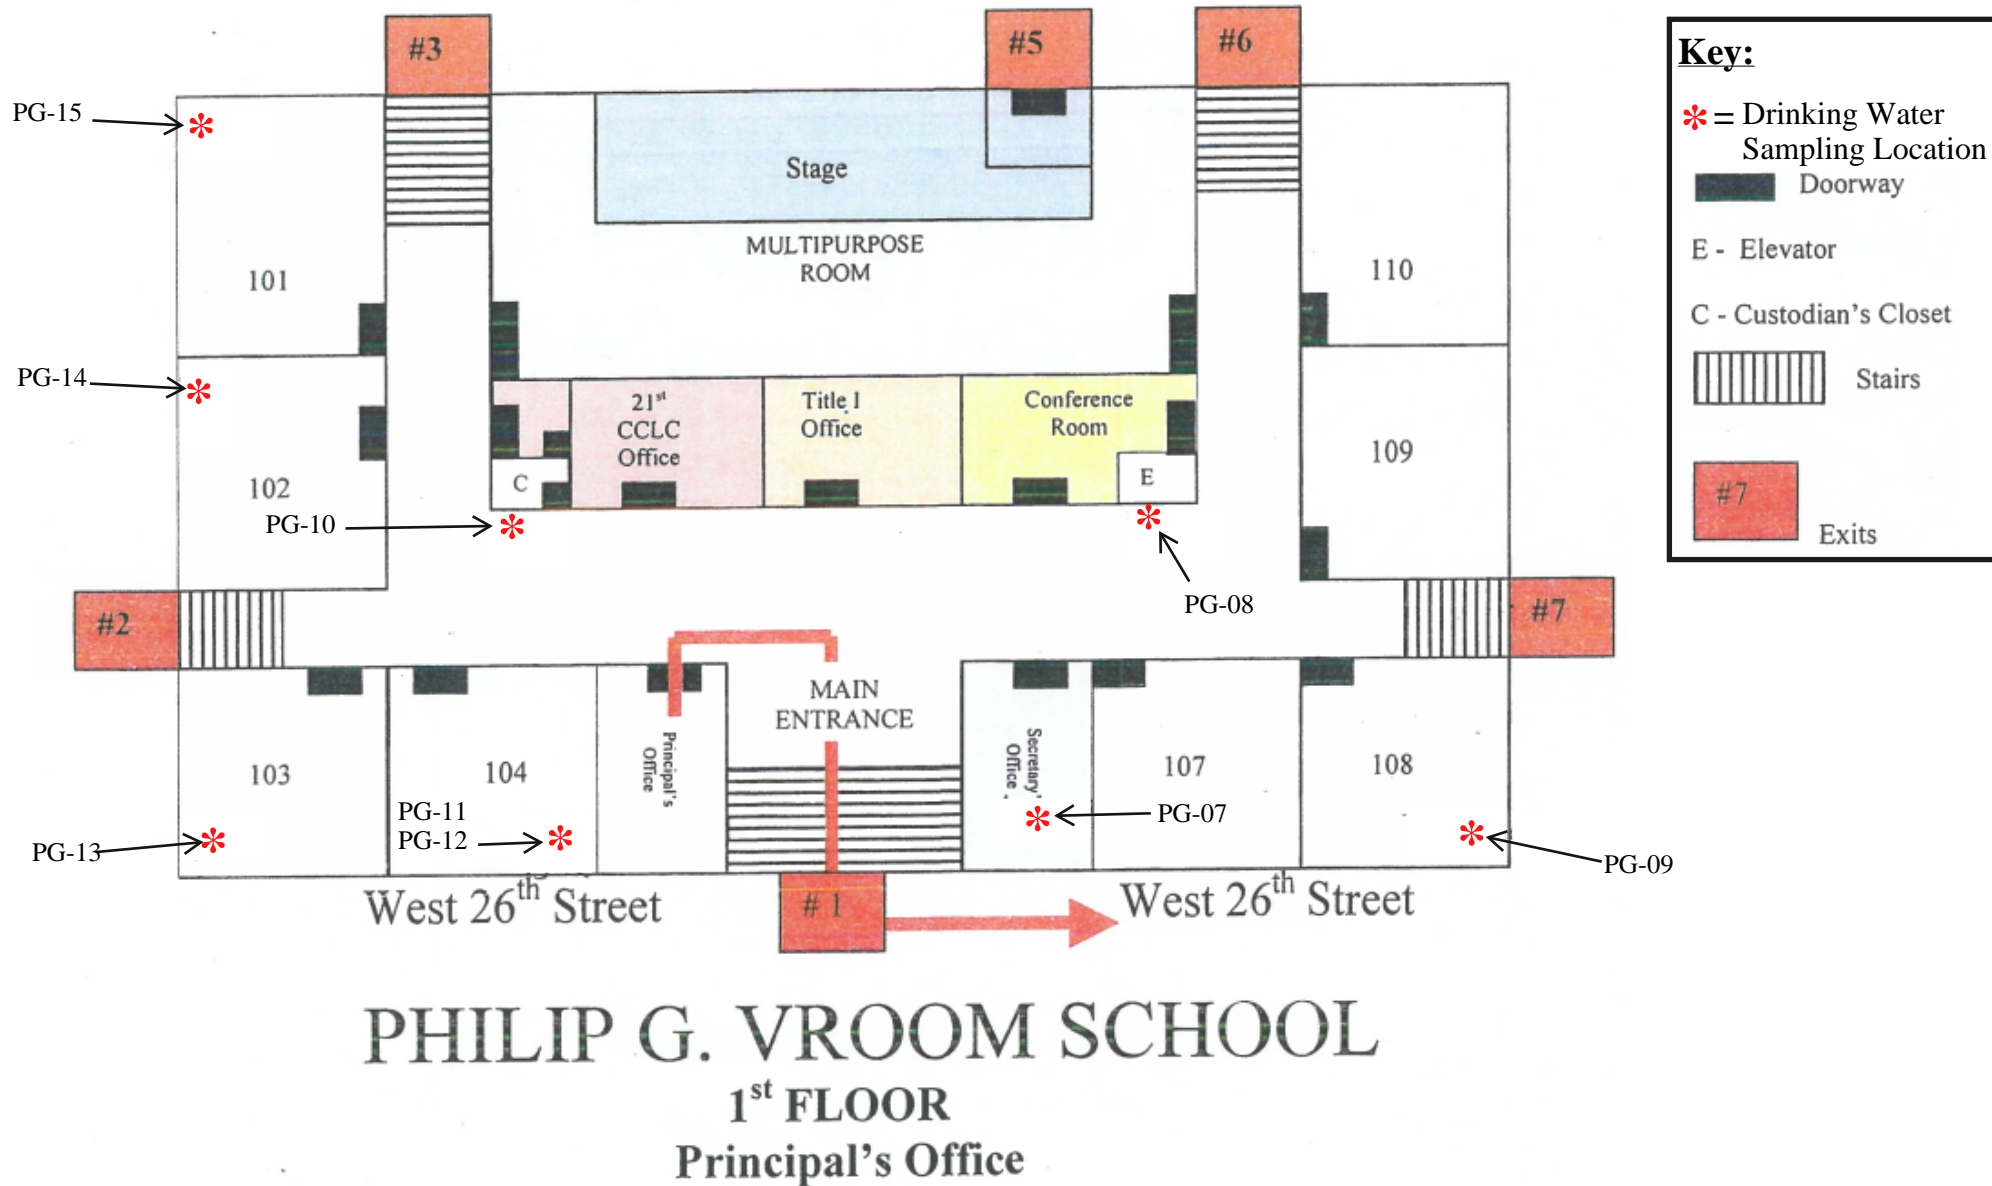 #3
#5
#6
Key:
PG-15
* = Drinking Water
Sampling Location
Stage
Doorway
MULTIPURPOSE
ROOM
E - Elevator
101
110
C - Custodian's Closet
Stairs
PG-14
21st
CCLC
Office
Title I
Office
Conference
Room
109
102
C
E
#7
Exits
PG-10
PG-08
#2
#7
MAIN
ENTRANCE
Principal's
Office
Secretary'
Office
103
104
107
108
PG-11
PG-12
PG-07
PG-13
PG-09
West 26th Street
# 1
West 26th Street
PHILIP G. VROOM SCHOOL
1st FLOOR
Principal's Office